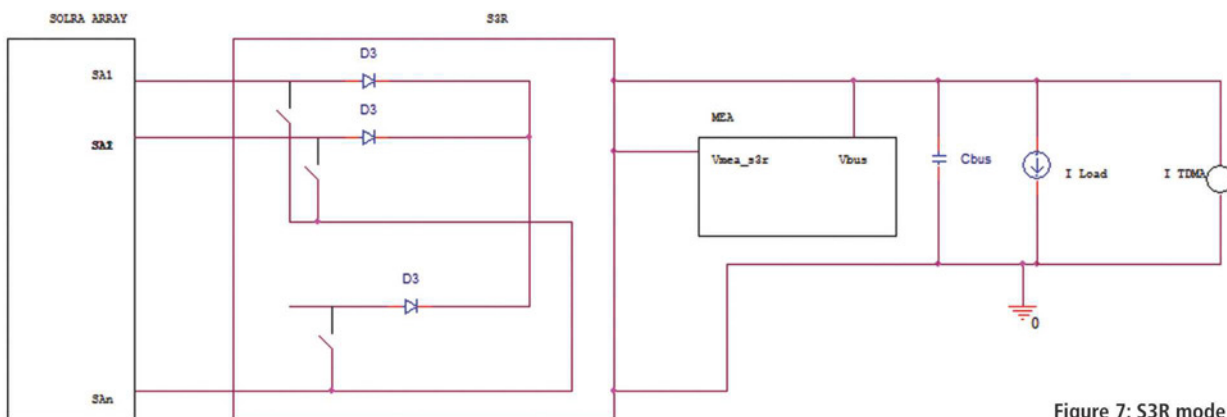 SOLRA ARRAY
S3R
SA1
D3
D3
MEA
Vmea_s3r
Vbus
Cbus
I Load
I TDMA
D3
0
SAn
Figure 7: S3R mode